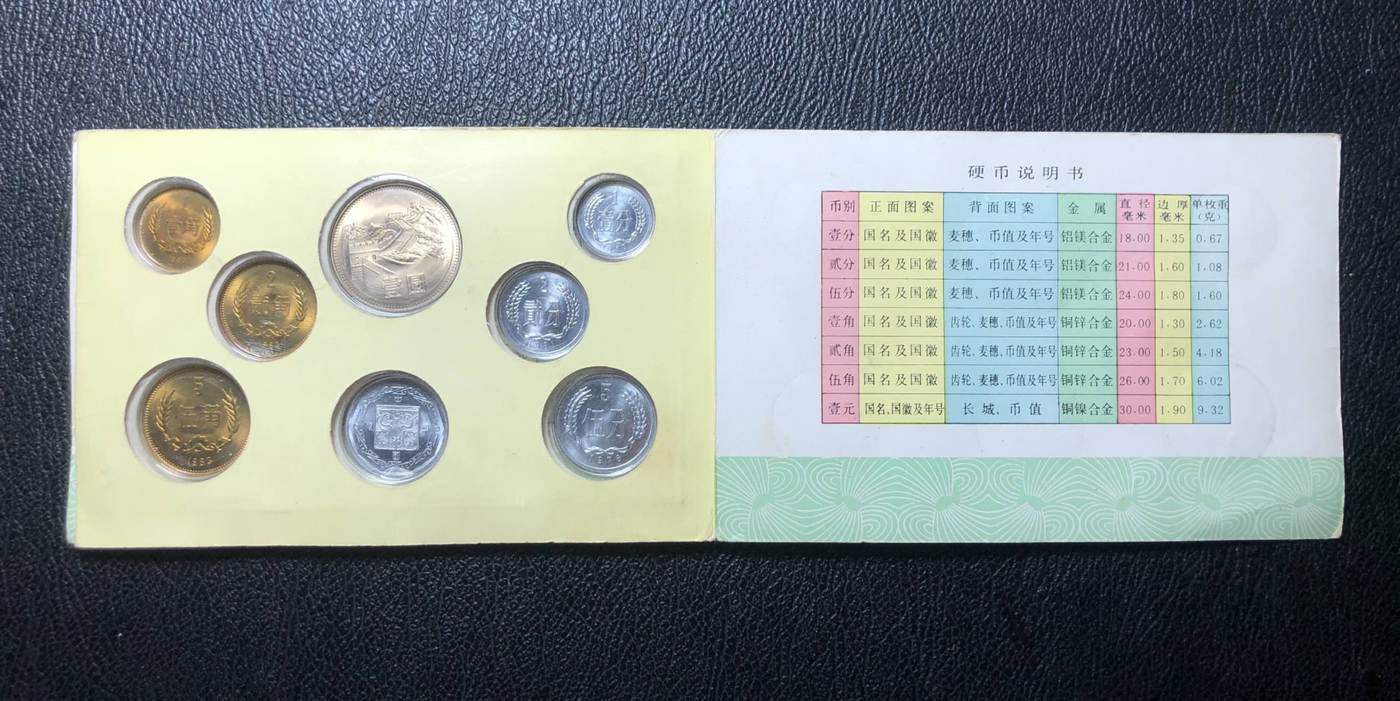 壹角
壹圆
1
壹分
2
贰角
2
贰分
5
伍角
1980
中
国
5
伍分
1976
硬币说明书
币别 正面图案 背面图案 金属 直径毫米 边厚毫米 单枚重(克)
壹分 国名及国徽 麦穗、币值及年号 铝镁合金 18.00 1.35 0.67
贰分 国名及国徽 麦穗、币值及年号 铝镁合金 21.00 1.60 1.08
伍分 国名及国徽 麦穗、币值及年号 铝镁合金 24.00 1.80 1.60
壹角 国名及国徽 齿轮、麦穗、币值及年号 铜锌合金 20.00 1.30 2.62
贰角 国名及国徽 齿轮、麦穗、币值及年号 铜锌合金 23.00 1.50 4.18
伍角 国名及国徽 齿轮、麦穗、币值及年号 铜锌合金 26.00 1.70 6.02
壹元 国名、国徽及年号 长城、币值 铜镍合金 30.00 1.90 9.32